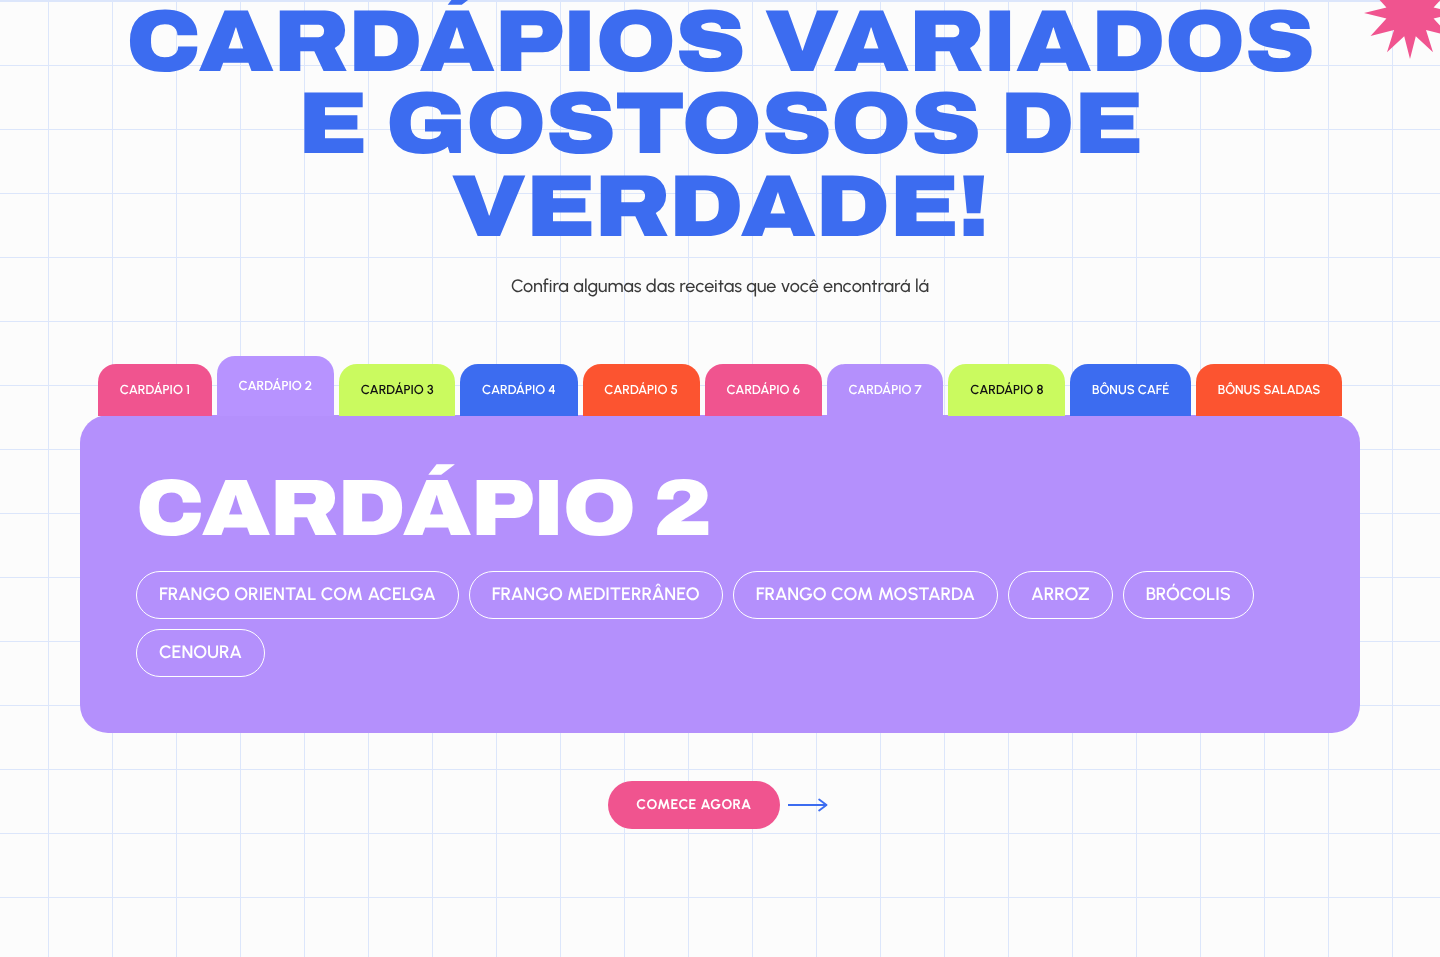 CARDÁPIOS VARIADOS
E GOSTOSOS DE
VERDADE!
Confira algumas das receitas que você encontrará lá
CARDÁPIO 1
CARDÁPIO 2
CARDÁPIO 3
CARDÁPIO 4
CARDÁPIO 5
CARDÁPIO 6
CARDÁPIO 7
CARDÁPIO 8
BÔNUS CAFÉ
BÔNUS SALADAS
CARDÁPIO 2
FRANGO ORIENTAL COM ACELGA
FRANGO MEDITERRÂNEO
FRANGO COM MOSTARDA
ARROZ
BRÓCOLIS
CENOURA
COMECE AGORA